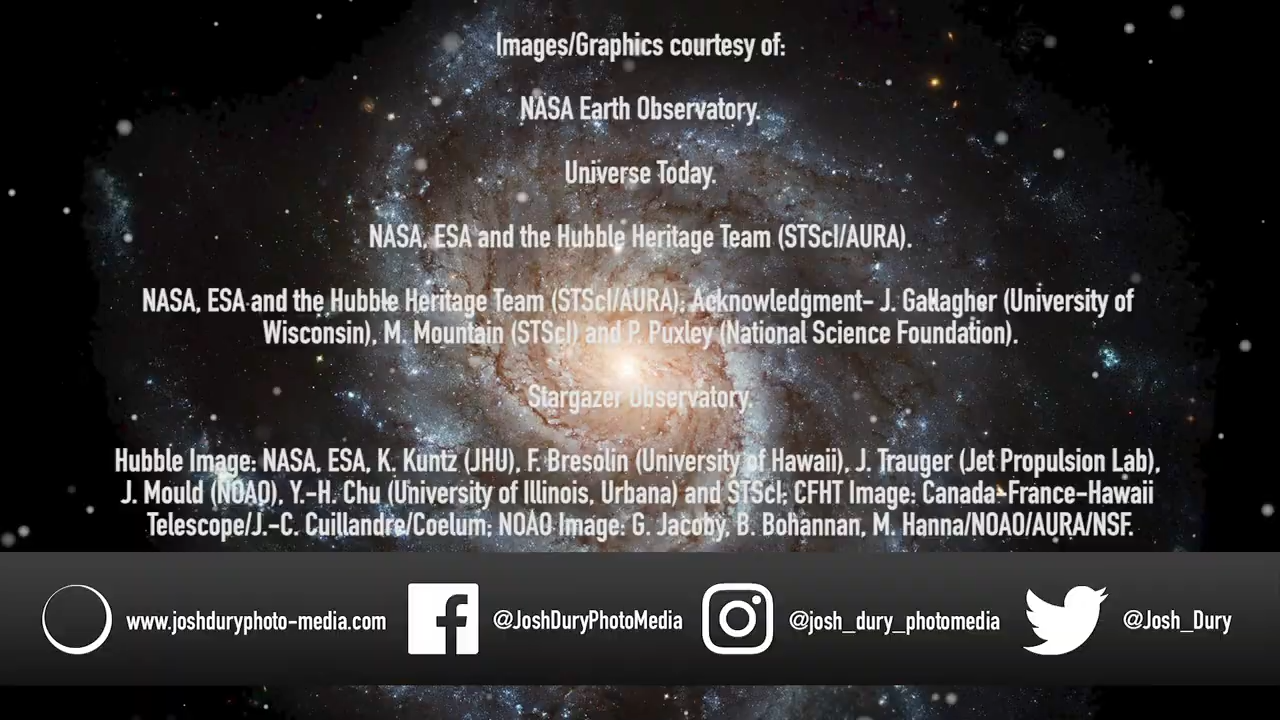 Images/Graphics courtesy of:
NASA Earth Observatory.
Universe Today.
NASA, ESA and the Hubble Heritage Team (STScI/AURA).
NASA, ESA and the Hubble Heritage Team (STScI/AURA); Acknowledgment- J. Gallagher (University of
Wisconsin), M. Mountain (STScI) and P. Puxley (National Science Foundation).
Stargazer Observatory.
Hubble Image: NASA, ESA, K. Kuntz (JHU), F. Bresolin (University of Hawaii), J. Trauger (Jet Propulsion Lab),
J. Mould (NOAO), Y.-H. Chu (University of Illinois, Urbana) and STScI; CFHT Image: Canada-France-Hawaii
Telescope/J.-C. Cuillandre/Coelum; NOAO Image: G. Jacoby, B. Bohannan, M. Hanna/NOAO/AURA/NSF.
www.joshduryphoto-media.com @JoshDuryPhotoMedia @josh_dury_photomedia @Josh_Dury